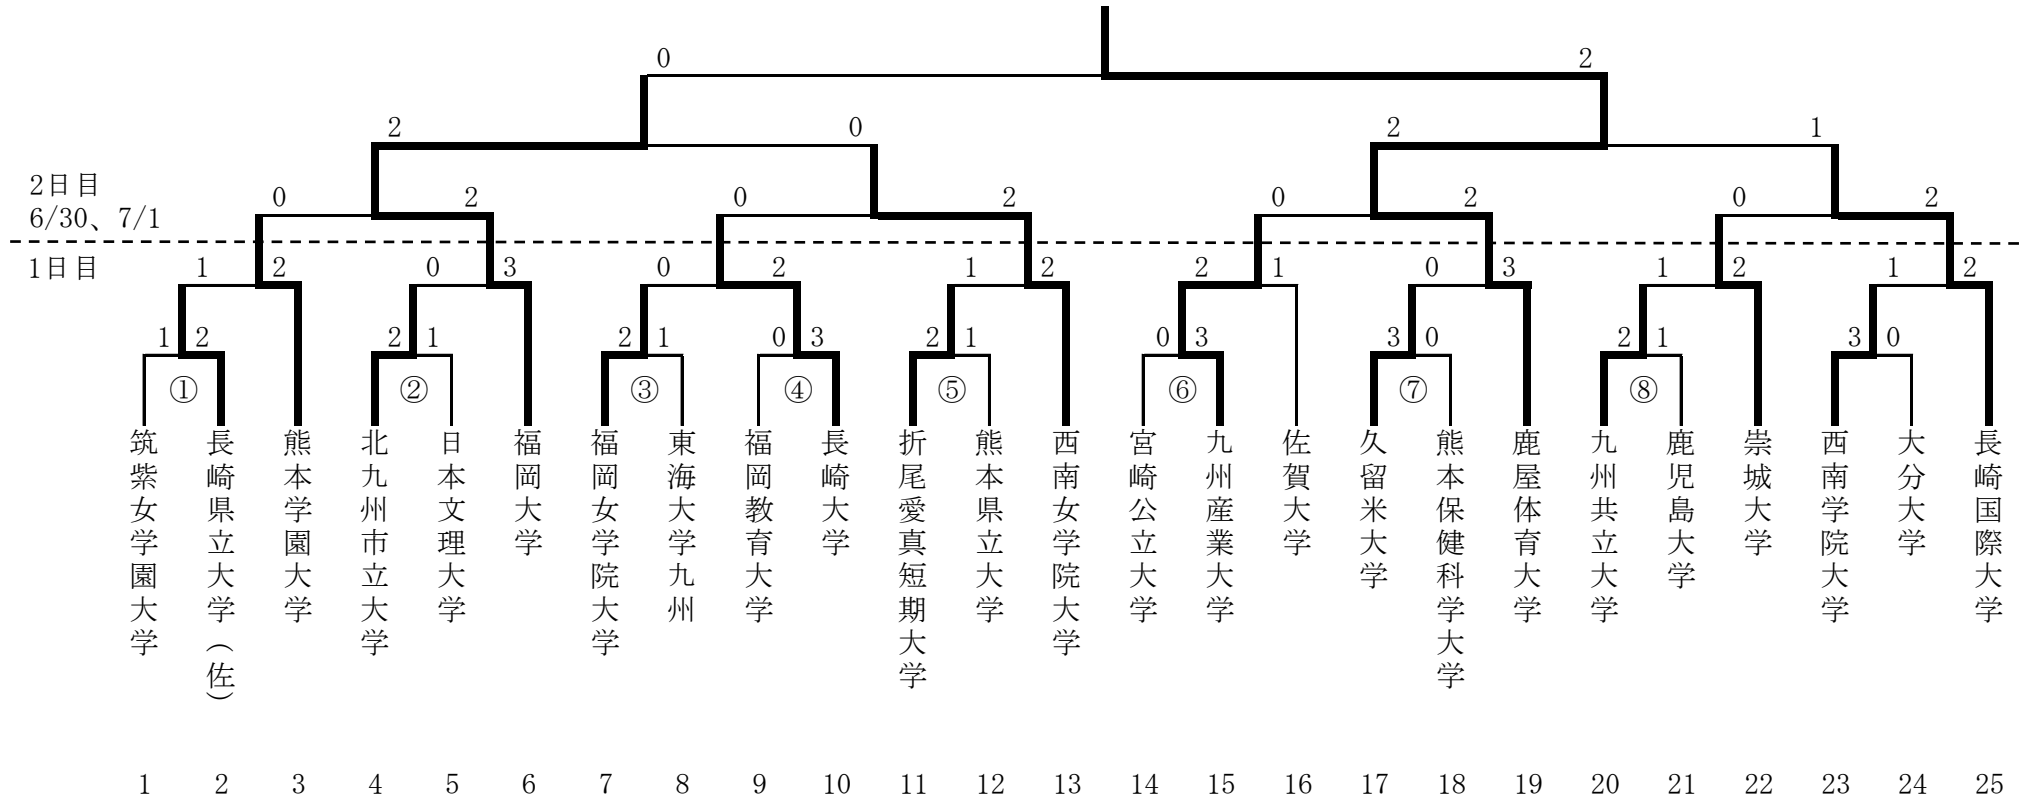 0 2
2 0 2 1
2日目
0 2 0 2 0 2 0 2
6/30、7/1
1日目
1 2 0 3 0 2 1 2 2 1 0 3 1 2 1 2
1 2 2 1 2 1 0 3 2 1 0 3 3 0 2 1 3 0
① ② ③ ④ ⑤ ⑥ ⑦ ⑧
筑紫女学園大学
長崎県立大学(佐)
熊本学園大学
北九州市立大学
日本文理大学
福岡大学
福岡女学院大学
東海大学九州
福岡教育大学
長崎大学
折尾愛真短期大学
熊本県立大学
西南女学院大学
宮崎公立大学
九州産業大学
佐賀大学
久留米大学
熊本保健科学大学
鹿屋体育大学
九州共立大学
鹿児島大学
崇城大学
西南学院大学
大分大学
長崎国際大学
1 2 3 4 5 6 7 8 9 10 11 12 13 14 15 16 17 18 19 20 21 22 23 24 25